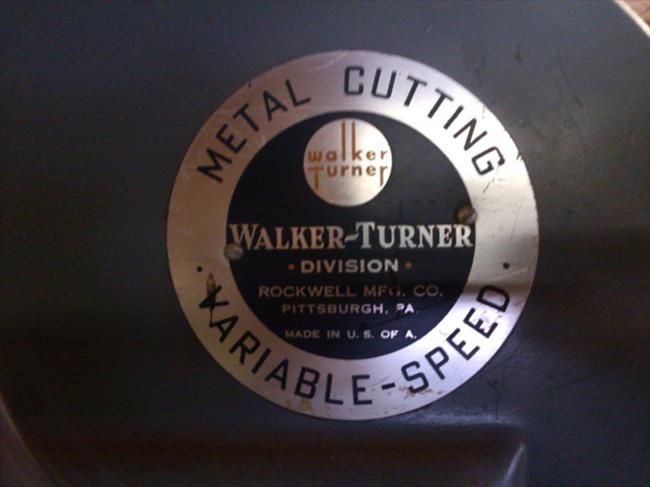 METAL CUTTING
walker
Turner
WALKER-TURNER
• DIVISION •
ROCKWELL MFG. CO.
PITTSBURGH, PA.
MADE IN U. S. OF A.
• VARIABLE-SPEED •